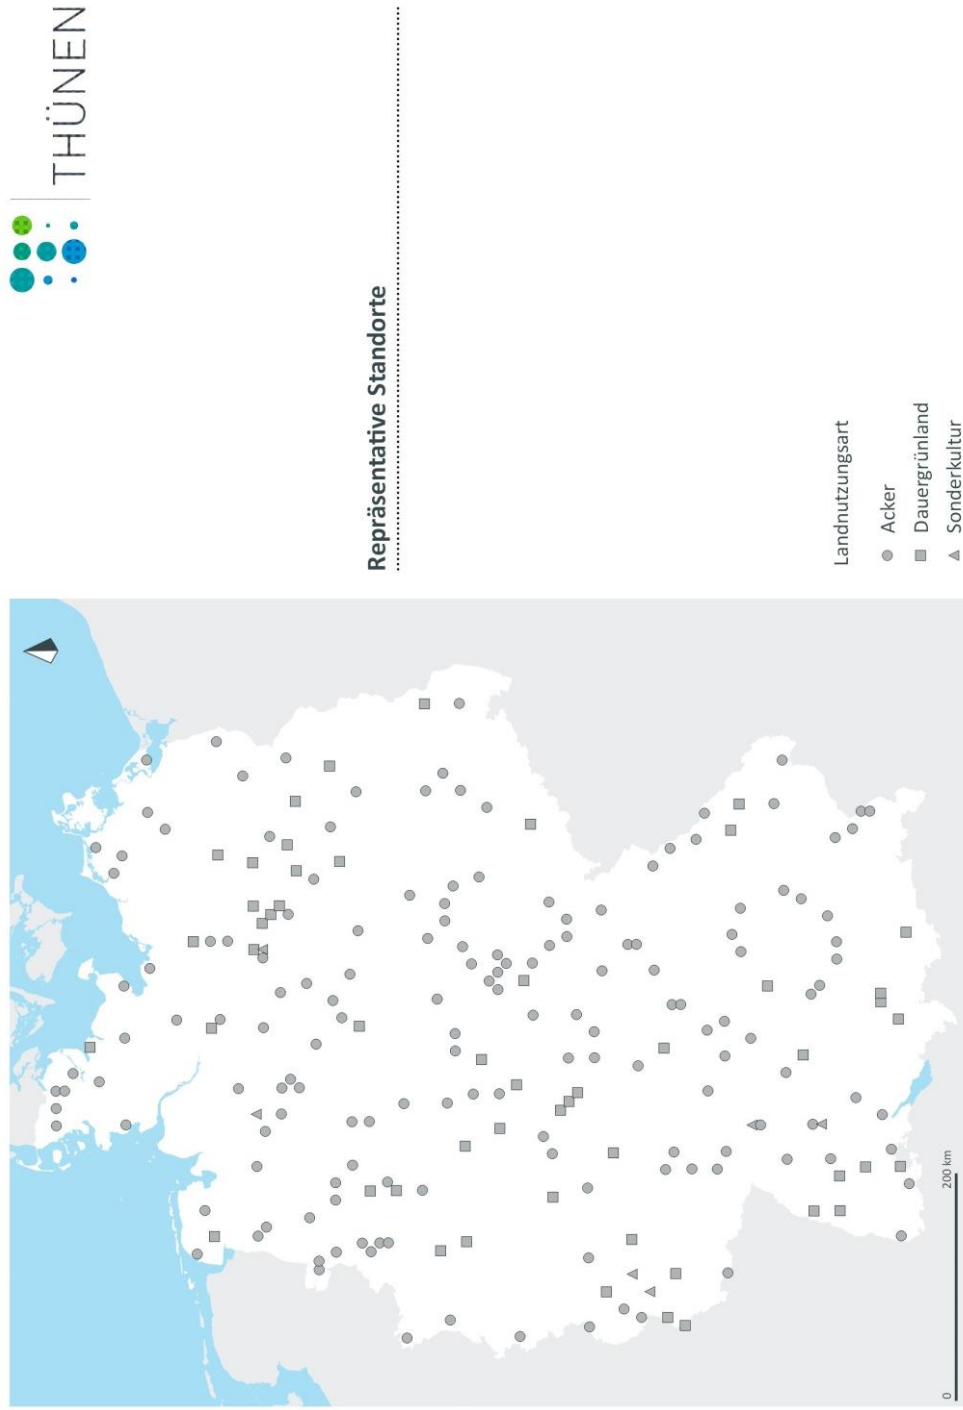 THÜNEN
Repräsentative Standorte
Landnutzungsart
Acker
Dauergrünland
Sonderkultur
0
200 km